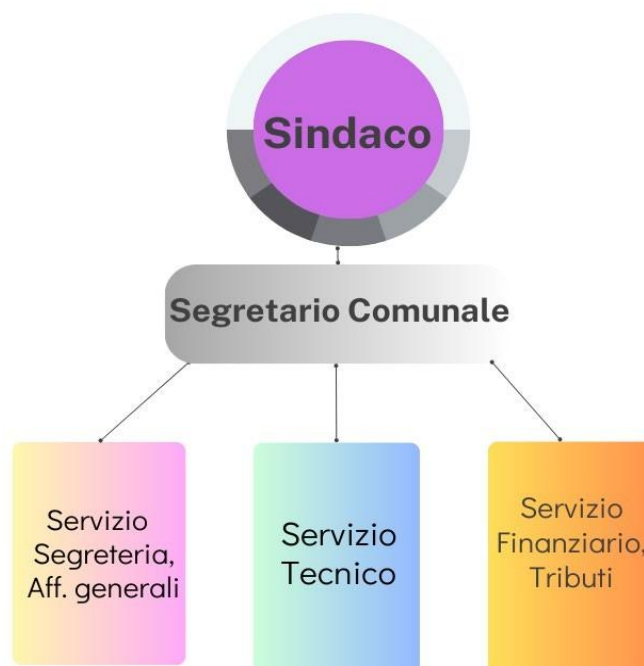 Sindaco
Segretario Comunale
Servizio
Segreteria,
Aff. generali
Servizio
Tecnico
Servizio
Finanziario,
Tributi